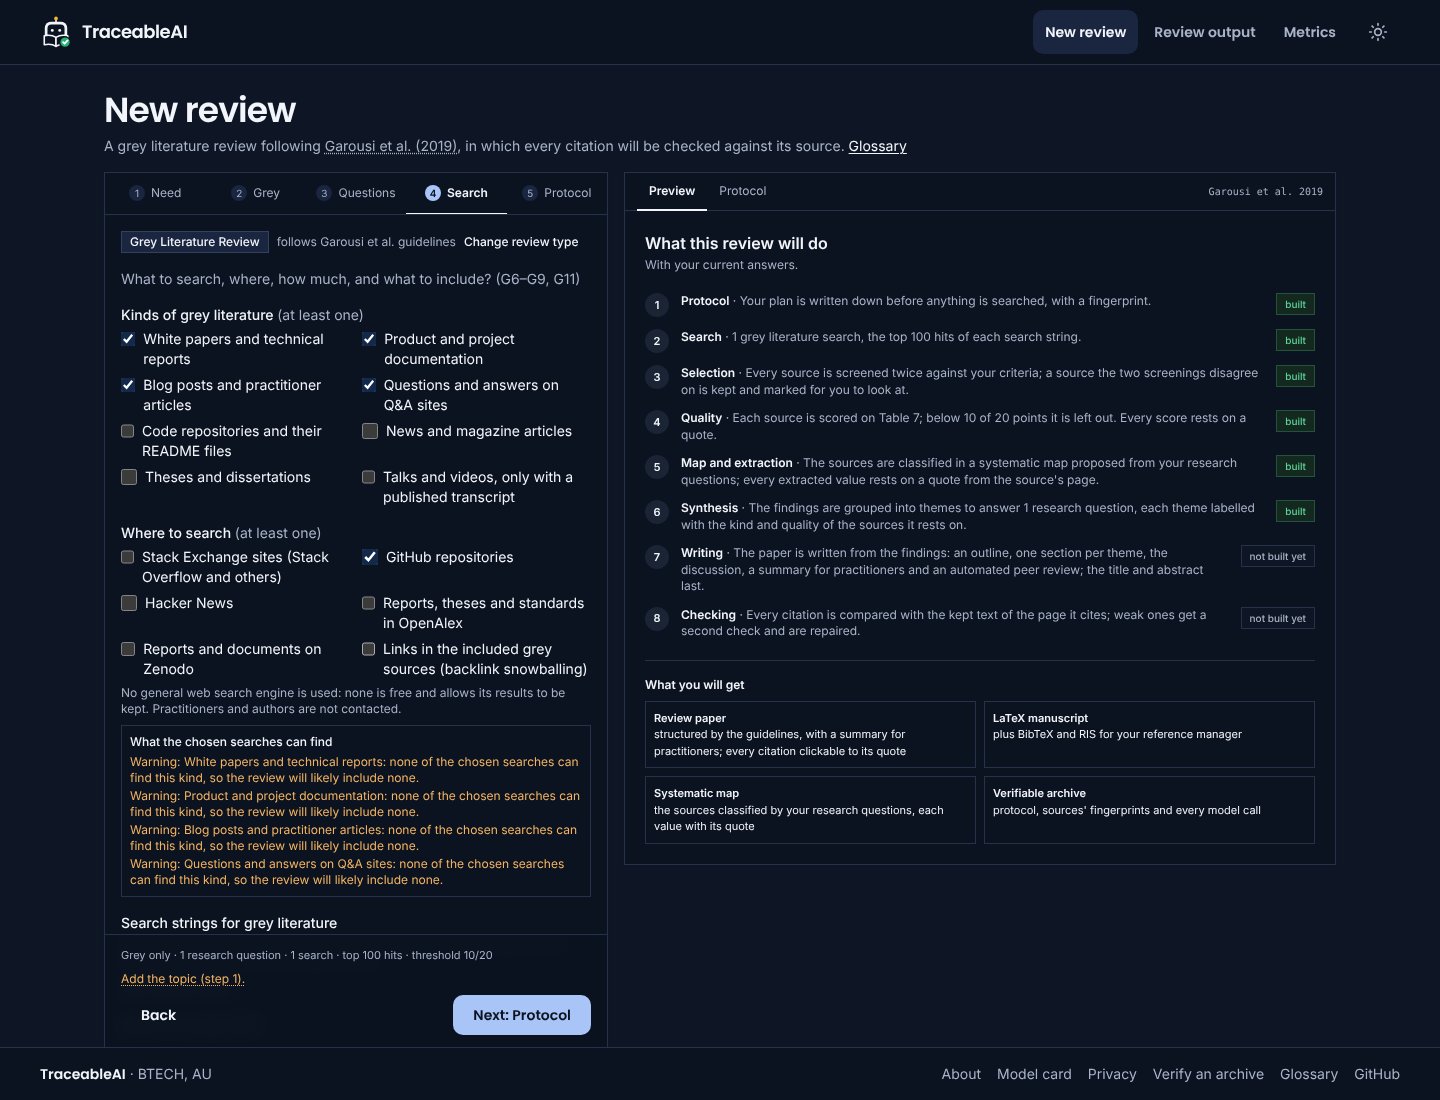 TraceableAI
New review
Review output
Metrics
New review
A grey literature review following Garousi et al. (2019), in which every citation will be checked against its source. Glossary
1 Need
2 Grey
3 Questions
4 Search
5 Protocol
Grey Literature Review follows Garousi et al. guidelines Change review type
What to search, where, how much, and what to include? (G6–G9, G11)
Kinds of grey literature (at least one)
White papers and technical
reports
Product and project
documentation
Blog posts and practitioner
articles
Questions and answers on
Q&A sites
Code repositories and their
README files
News and magazine articles
Theses and dissertations
Talks and videos, only with a
published transcript
Where to search (at least one)
Stack Exchange sites (Stack
Overflow and others)
GitHub repositories
Hacker News
Reports, theses and standards
in OpenAlex
Reports and documents on
Zenodo
Links in the included grey
sources (backlink snowballing)
No general web search engine is used: none is free and allows its results to be
kept. Practitioners and authors are not contacted.
What the chosen searches can find
Warning: White papers and technical reports: none of the chosen searches can
find this kind, so the review will likely include none.
Warning: Product and project documentation: none of the chosen searches can
find this kind, so the review will likely include none.
Warning: Blog posts and practitioner articles: none of the chosen searches can
find this kind, so the review will likely include none.
Warning: Questions and answers on Q&A sites: none of the chosen searches
can find this kind, so the review will likely include none.
Search strings for grey literature
Grey only · 1 research question · 1 search · top 100 hits · threshold 10/20
Add the topic (step 1).
Back
Next: Protocol
Preview
Protocol
Garousi et al. 2019
What this review will do
With your current answers.
1 Protocol · Your plan is written down before anything is searched, with a fingerprint. built
2 Search · 1 grey literature search, the top 100 hits of each search string. built
3 Selection · Every source is screened twice against your criteria; a source the two screenings disagree built
on is kept and marked for you to look at.
4 Quality · Each source is scored on Table 7; below 10 of 20 points it is left out. Every score rests on a built
quote.
5 Map and extraction · The sources are classified in a systematic map proposed from your research built
questions; every extracted value rests on a quote from the source's page.
6 Synthesis · The findings are grouped into themes to answer 1 research question, each theme labelled built
with the kind and quality of the sources it rests on.
7 Writing · The paper is written from the findings: an outline, one section per theme, the not built yet
discussion, a summary for practitioners and an automated peer review; the title and abstract
last.
8 Checking · Every citation is compared with the kept text of the page it cites; weak ones get a not built yet
second check and are repaired.
What you will get
Review paper
structured by the guidelines, with a summary for
practitioners; every citation clickable to its quote
LaTeX manuscript
plus BibTeX and RIS for your reference manager
Systematic map
the sources classified by your research questions, each
value with its quote
Verifiable archive
protocol, sources' fingerprints and every model call
TraceableAI · BTECH, AU
About
Model card
Privacy
Verify an archive
Glossary
GitHub